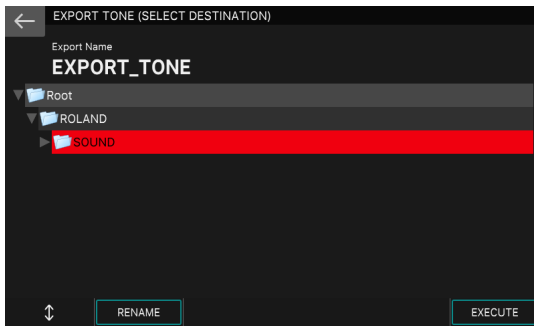 EXPORT TONE (SELECT DESTINATION)
Export Name
EXPORT_TONE
Root
ROLAND
SOUND
RENAME
EXECUTE